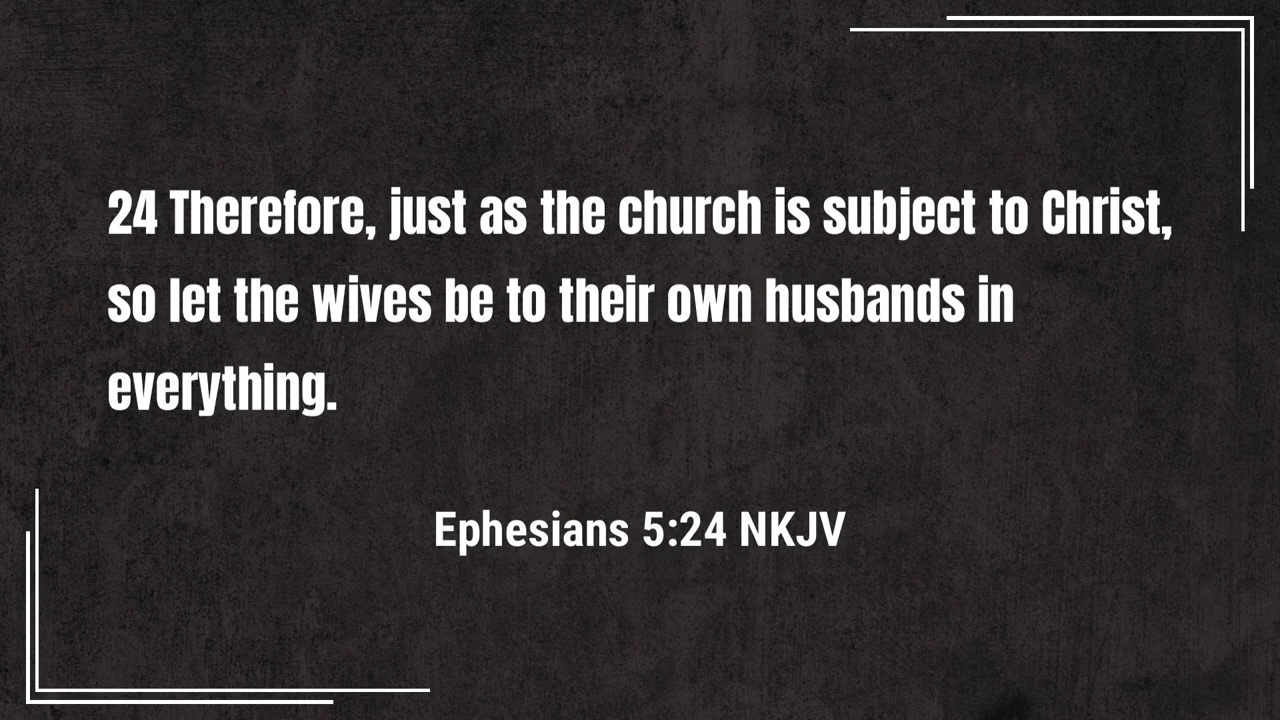 24 Therefore, just as the church is subject to Christ,
so let the wives be to their own husbands in
everything.
Ephesians 5:24 NKJV